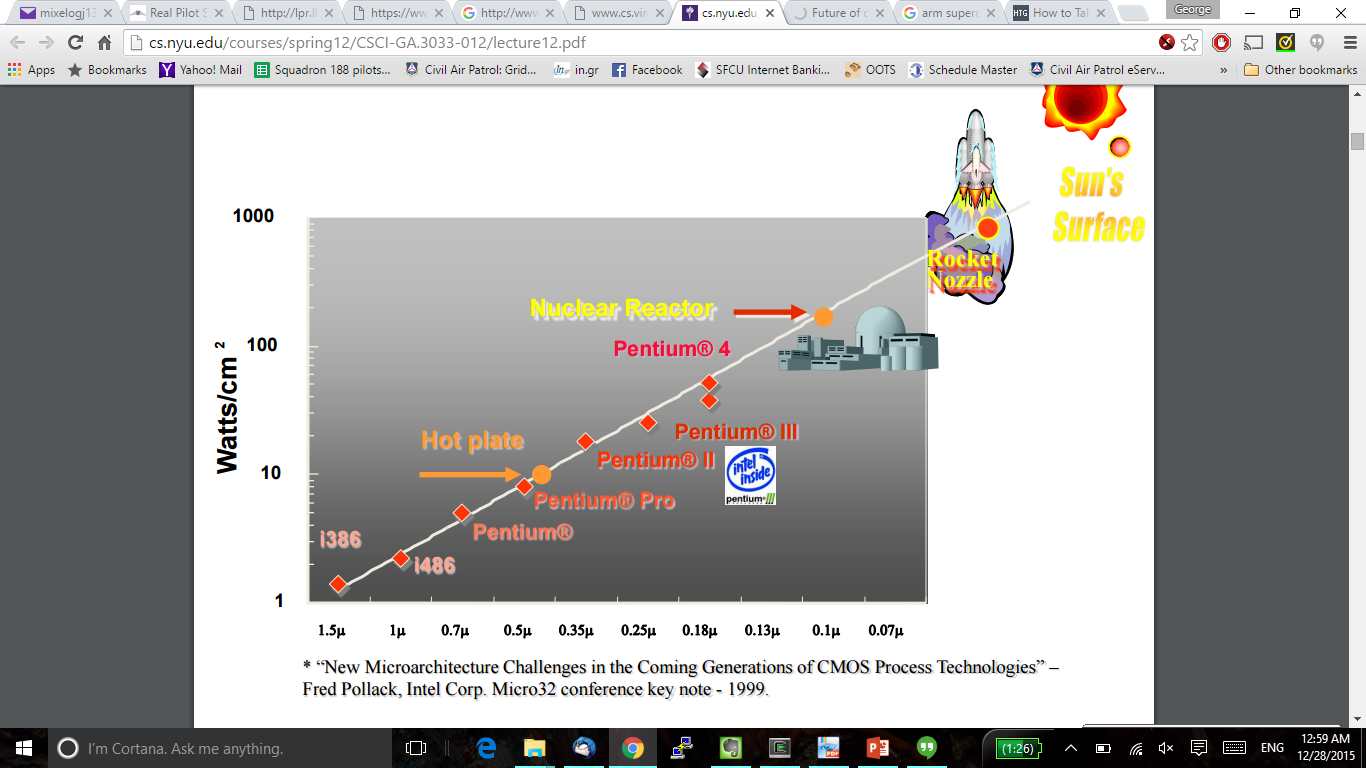 mixelogj13
Real Pilot S
http://lpr.ll
https://ww
http://www
www.cs.vir
cs.nyu.edu
Future of c
arm superc
HTG
How to Tak
George
cs.nyu.edu/courses/spring12/CSCI-GA.3033-012/lecture12.pdf
Apps
Bookmarks
Yahoo! Mail
Squadron 188 pilots...
Civil Air Patrol: Grid...
in.gr
Facebook
SFCU Internet Banki...
OOTS
Schedule Master
Civil Air Patrol eServ...
»
Other bookmarks
Sun's
Surface
1000
Rocket
Nozzle
Nuclear Reactor
100
Pentium® 4
Watts/cm 2
Pentium® III
Hot plate
Pentium® II
10
intel
inside
pentium® III
Pentium® Pro
Pentium®
i386
i486
1
1.5μ 1μ 0.7μ 0.5μ 0.35μ 0.25μ 0.18μ 0.13μ 0.1μ 0.07μ
* “New Microarchitecture Challenges in the Coming Generations of CMOS Process Technologies” –
Fred Pollack, Intel Corp. Micro32 conference key note - 1999.
I'm Cortana. Ask me anything.
(1:26)
ENG
12:59 AM
12/28/2015